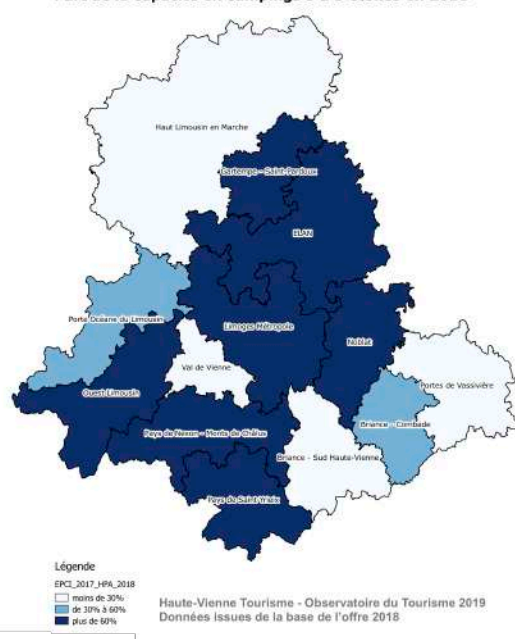 Haut Limousin en Marche
Gartempe - Saint-Pardoux
ELAN
Porte Océane du Limousin
Limoges Métropole
Noblat
Val de Vienne
Portes de Vassivière
Ouest Limousin
Briance - Combade
Pays de Nexon - Monts de Châlus
Briance - Sud Haute-Vienne
Pays de Saint-Yrieix
Légende
EPCI_2017_HPA_2018
moins de 30%
de 30% à 60%
plus de 60%
Haute-Vienne Tourisme - Observatoire du Tourisme 2019
Données issues de la base de l'offre 2018